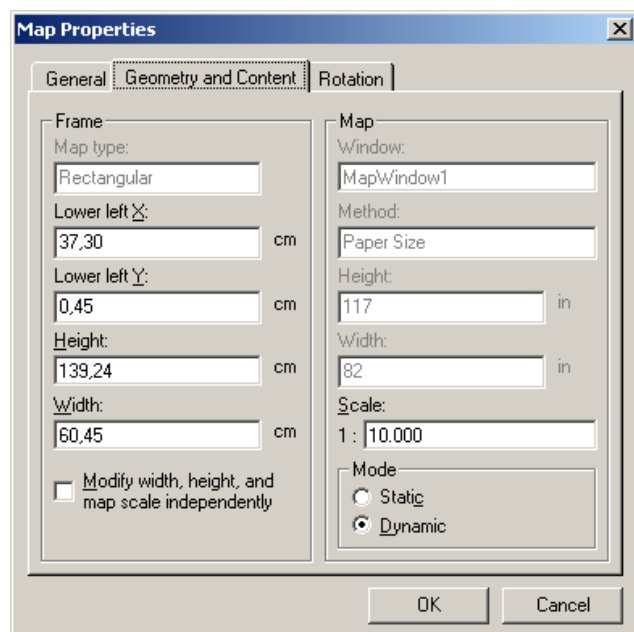 Map Properties
General
Geometry and Content
Rotation
Frame
Map type:
Rectangular
Lower left X:
37,30 cm
Lower left Y:
0,45 cm
Height:
139,24 cm
Width:
60,45 cm
Modify width, height, and
map scale independently
Map
Window:
MapWindow1
Method:
Paper Size
Height:
117 in
Width:
82 in
Scale:
1 : 10.000
Mode
Static
Dynamic
OK
Cancel